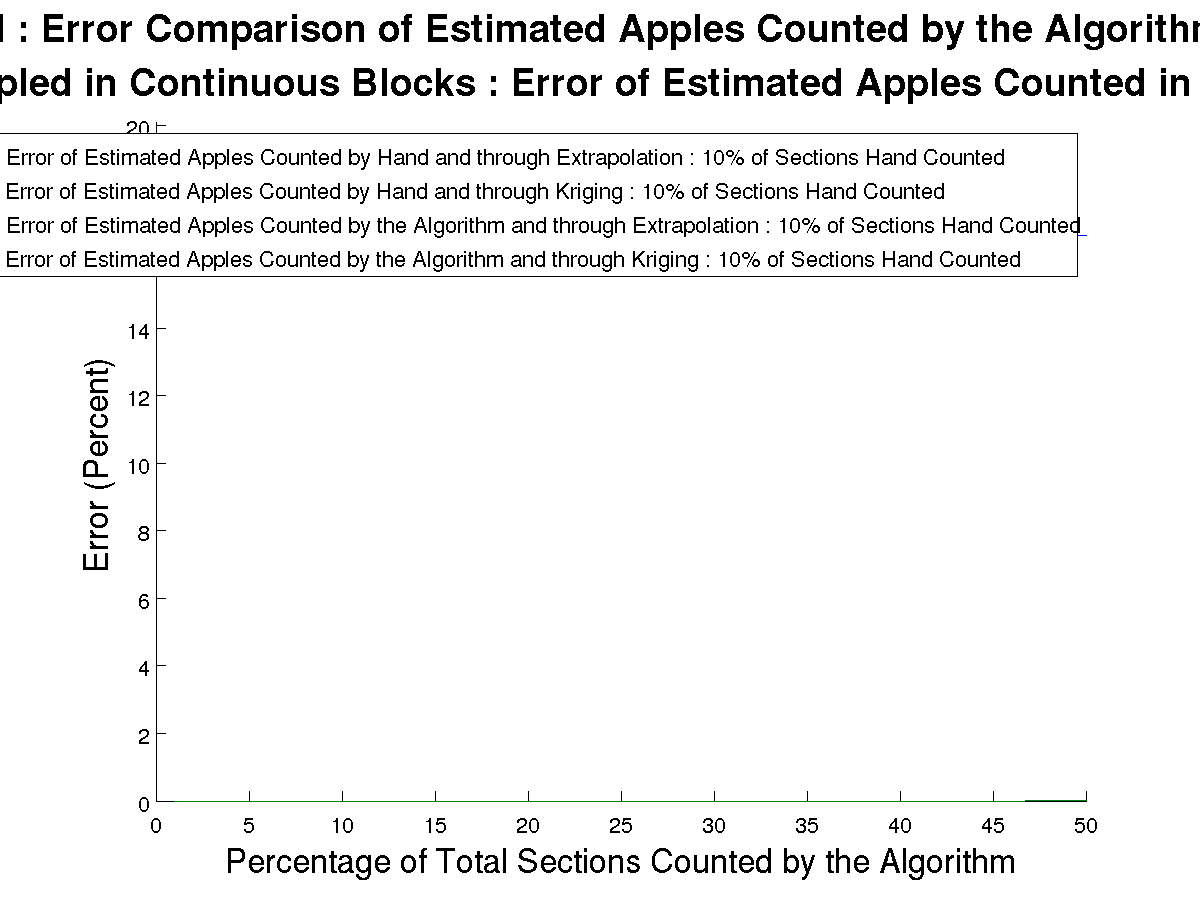 : Error Comparison of Estimated Apples Counted by the
in Continuous Blocks : Error of Estimated Apples Counted in
20
Error of Estimated Apples Counted by Hand and through Extrapolation : 10% of Sections Hand Counted
Error of Estimated Apples Counted by Hand and through Kriging : 10% of Sections Hand Counted
Error of Estimated Apples Counted by the Algorithm and through Extrapolation : 10% of Sections Hand Counted
Error of Estimated Apples Counted by the Algorithm and through Kriging : 10% of Sections Hand Counted
14
12
10
8
6
4
2
0
Error (Percent)
0 5 10 15 20 25 30 35 40 45 50
Percentage of Total Sections Counted by the Algorithm